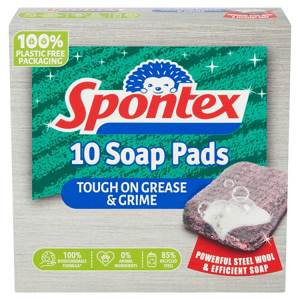 100%
PLASTIC FREE
PACKAGING
Spontex
10 Soap Pads
TOUGH ON GREASE
& GRIME
POWERFUL STEEL WOOL
& EFFICIENT SOAP
100%
BIODEGRADABLE
FORMULA*
0%
ANIMAL
INGREDIENTS
85%
RECYCLED
STEEL